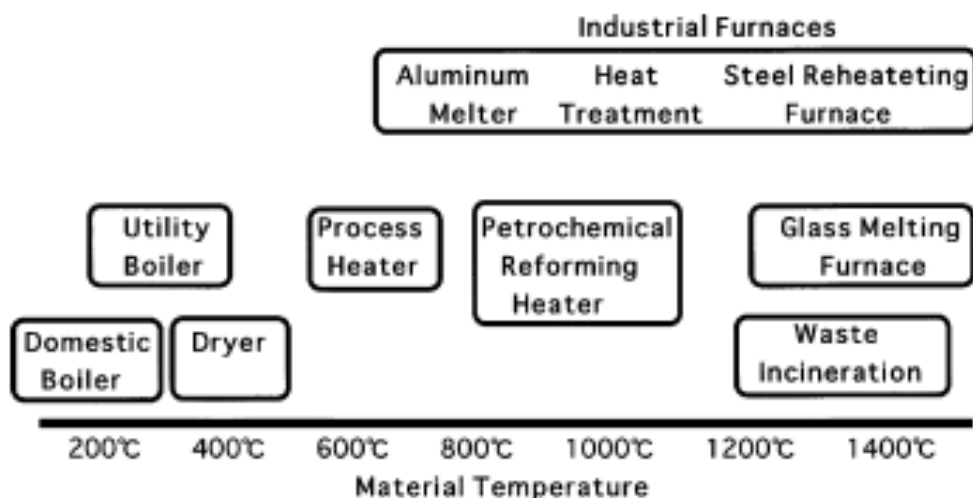 Industrial Furnaces
Aluminum Heat Steel Reheateting
Melter Treatment Furnace
Utility Process Petrochemical Glass Melting
Boiler Heater Reforming Furnace
Heater
Domestic Dryer Waste
Boiler Incineration
200℃ 400℃ 600℃ 800℃ 1000℃ 1200℃ 1400℃
Material Temperature